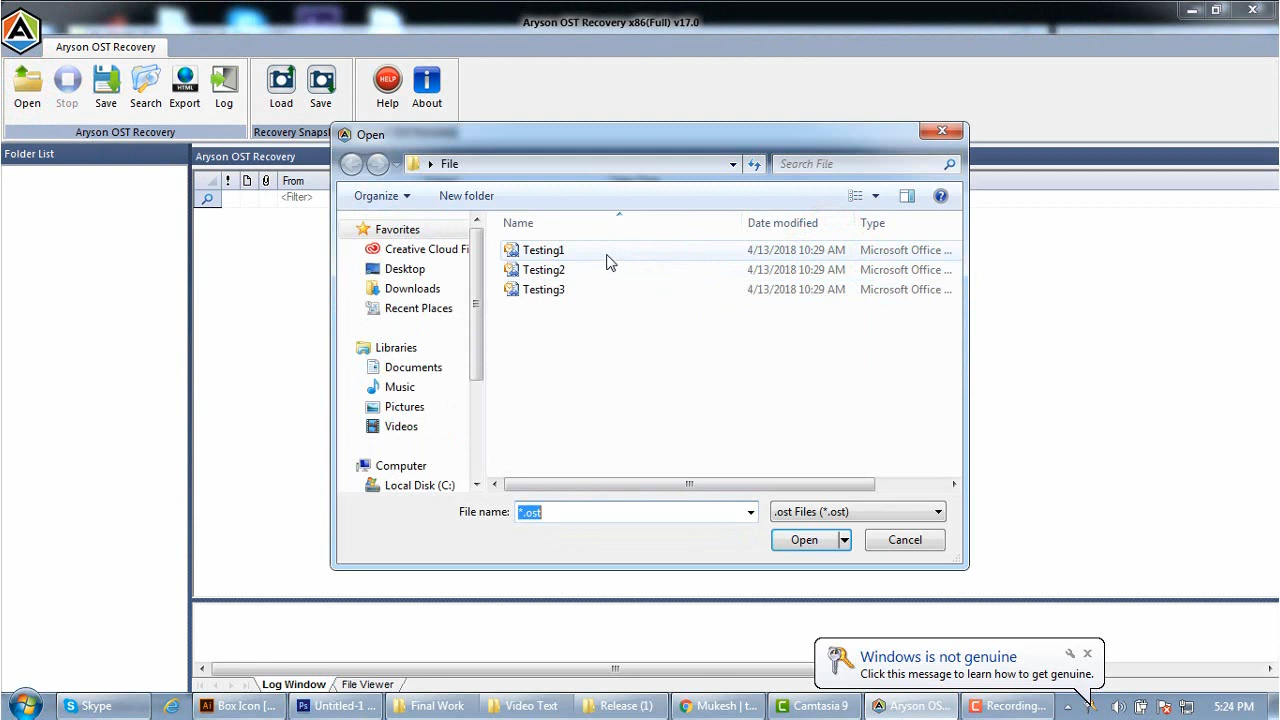 Aryson OST Recovery x86(Full) v17.0
Aryson OST Recovery
Open
Stop
Save
Search
HTML
Export
Log
Load
Save
HELP
Help
About
Aryson OST Recovery
Recovery Snaps
Folder List
Aryson OST Recovery
From
<Filter>
Open
File
Search File
Organize
New folder
Name
Date modified
Type
Favorites
Creative Cloud Fi
Desktop
Downloads
Recent Places
Libraries
Documents
Music
Pictures
Videos
Computer
Local Disk (C:)
Testing1 4/13/2018 10:29 AM Microsoft Office ...
Testing2 4/13/2018 10:29 AM Microsoft Office ...
Testing3 4/13/2018 10:29 AM Microsoft Office ...
File name: *.ost
.ost Files (*.ost)
Open
Cancel
Windows is not genuine
Click this message to learn how to get genuine.
Log Window
File Viewer
Skype
Box Icon [...
Untitled-1 ...
Final Work
Video Text
Release (1)
Mukesh | t...
Camtasia 9
Aryson OS...
Recording...
5:24 PM